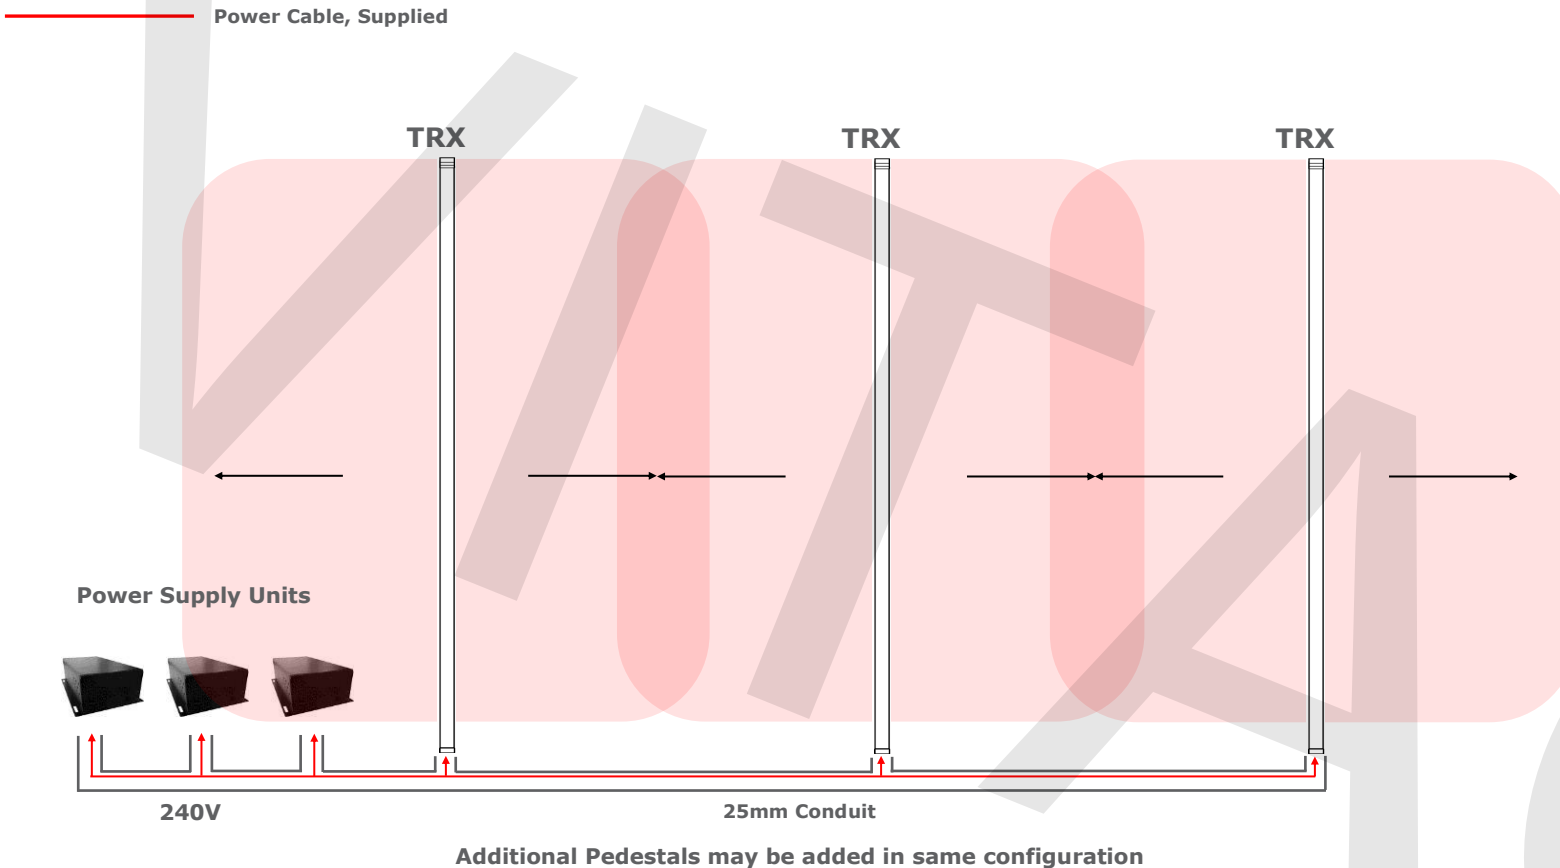 Power Cable, Supplied
TRX
TRX
TRX
Power Supply Units
240V
25mm Conduit
Additional Pedestals may be added in same configuration